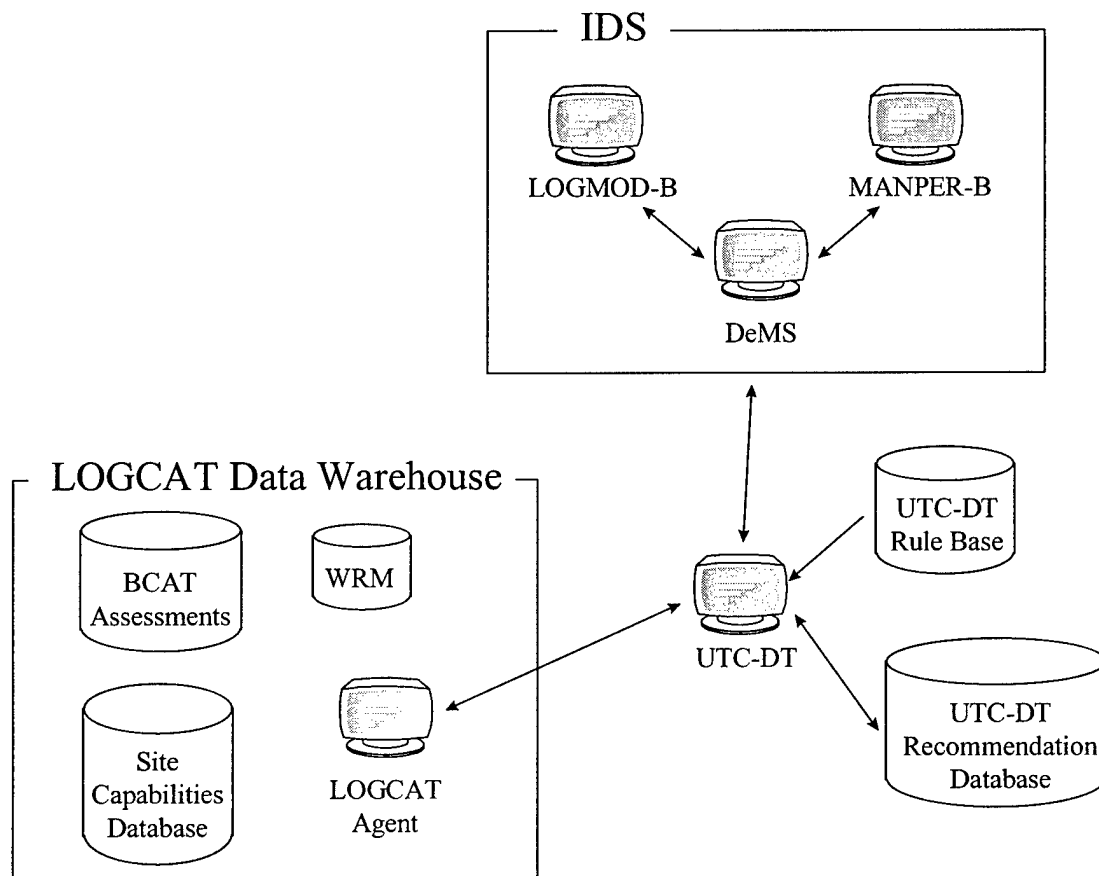 IDS
LOGMOD-B
MANPER-B
DeMS
LOGCAT Data Warehouse
BCAT
Assessments
WRM
Site
Capabilities
Database
LOGCAT
Agent
UTC-DT
UTC-DT
Rule Base
UTC-DT
Recommendation
Database